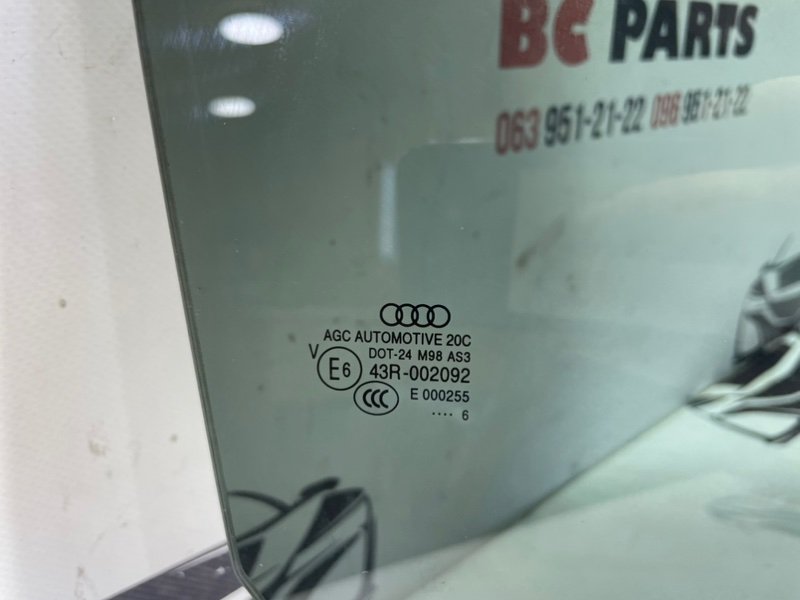 BC PARTS
063 951-21-22 096 951-21-22
AGC AUTOMOTIVE 20C
DOT-24 M98 AS3
V E6 43R-002092
CCC E 000255
.... 6